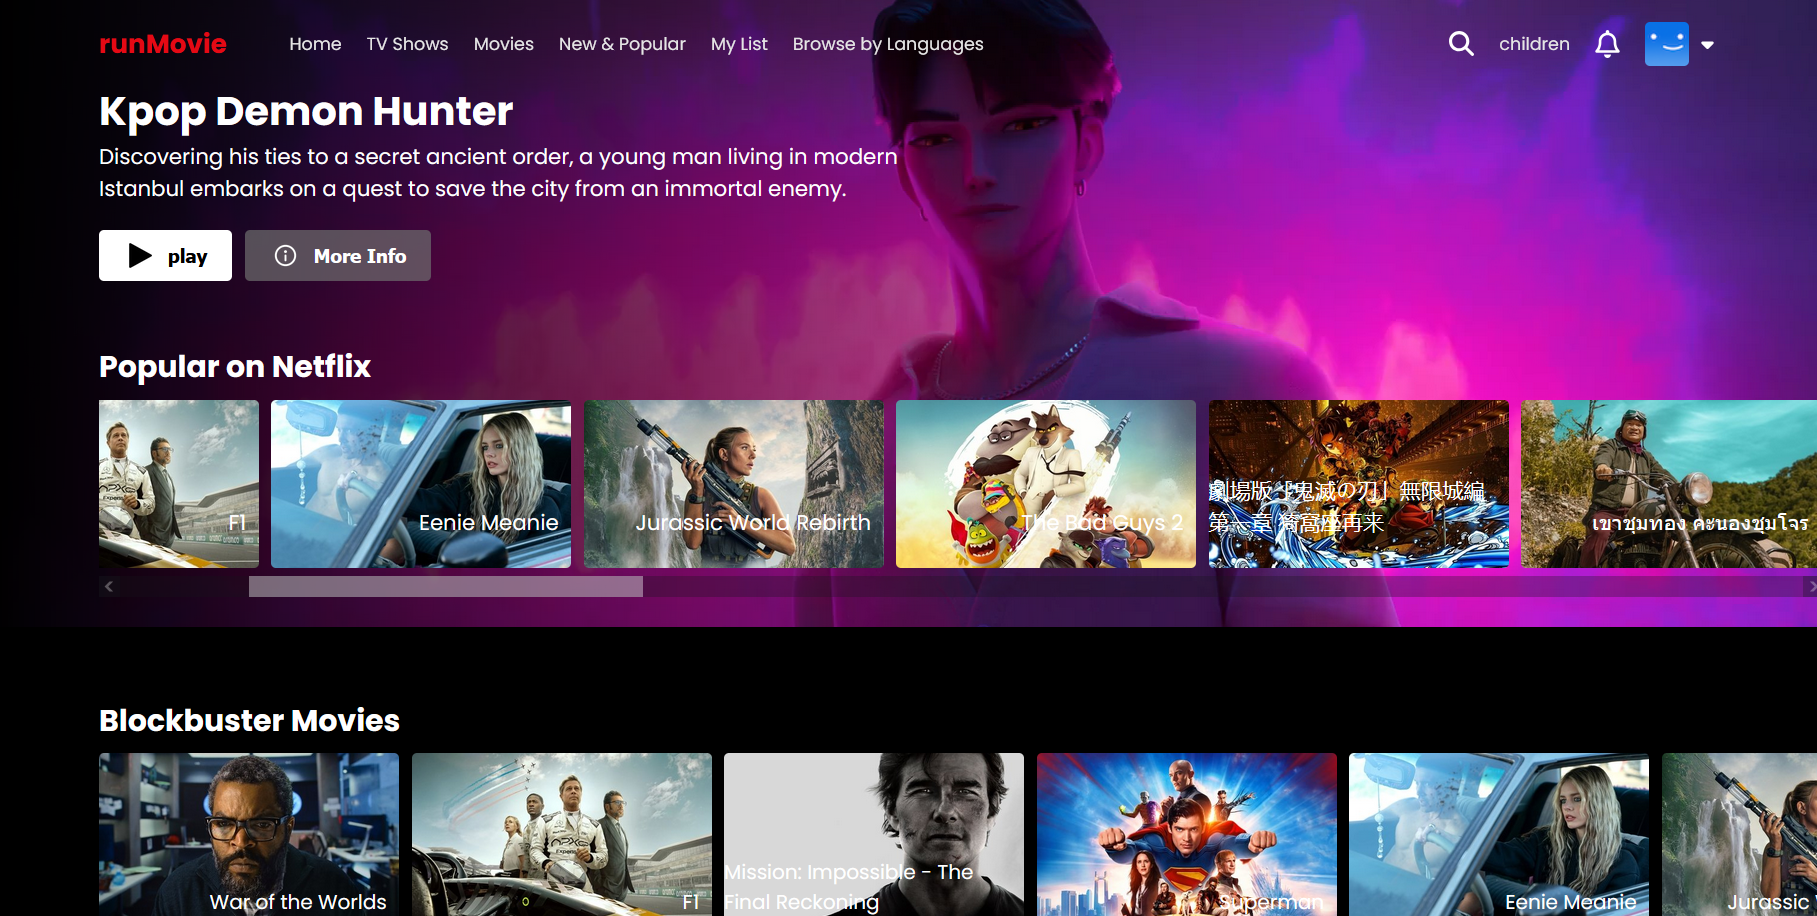 runMovie
Home TV Shows Movies New & Popular My List Browse by Languages
children
Kpop Demon Hunter
Discovering his ties to a secret ancient order, a young man living in modern
Istanbul embarks on a quest to save the city from an immortal enemy.
play
More Info
Popular on Netflix
F1
Eenie Meanie
Jurassic World Rebirth
The Bad Guys 2
劇場版「鬼滅の刃」無限城編
第一章 猗窩座再来
เขาชุมทอง คะนองชุมโจร
Blockbuster Movies
War of the Worlds
F1
Mission: Impossible - The
Final Reckoning
Superman
Eenie Meanie
Jurassic